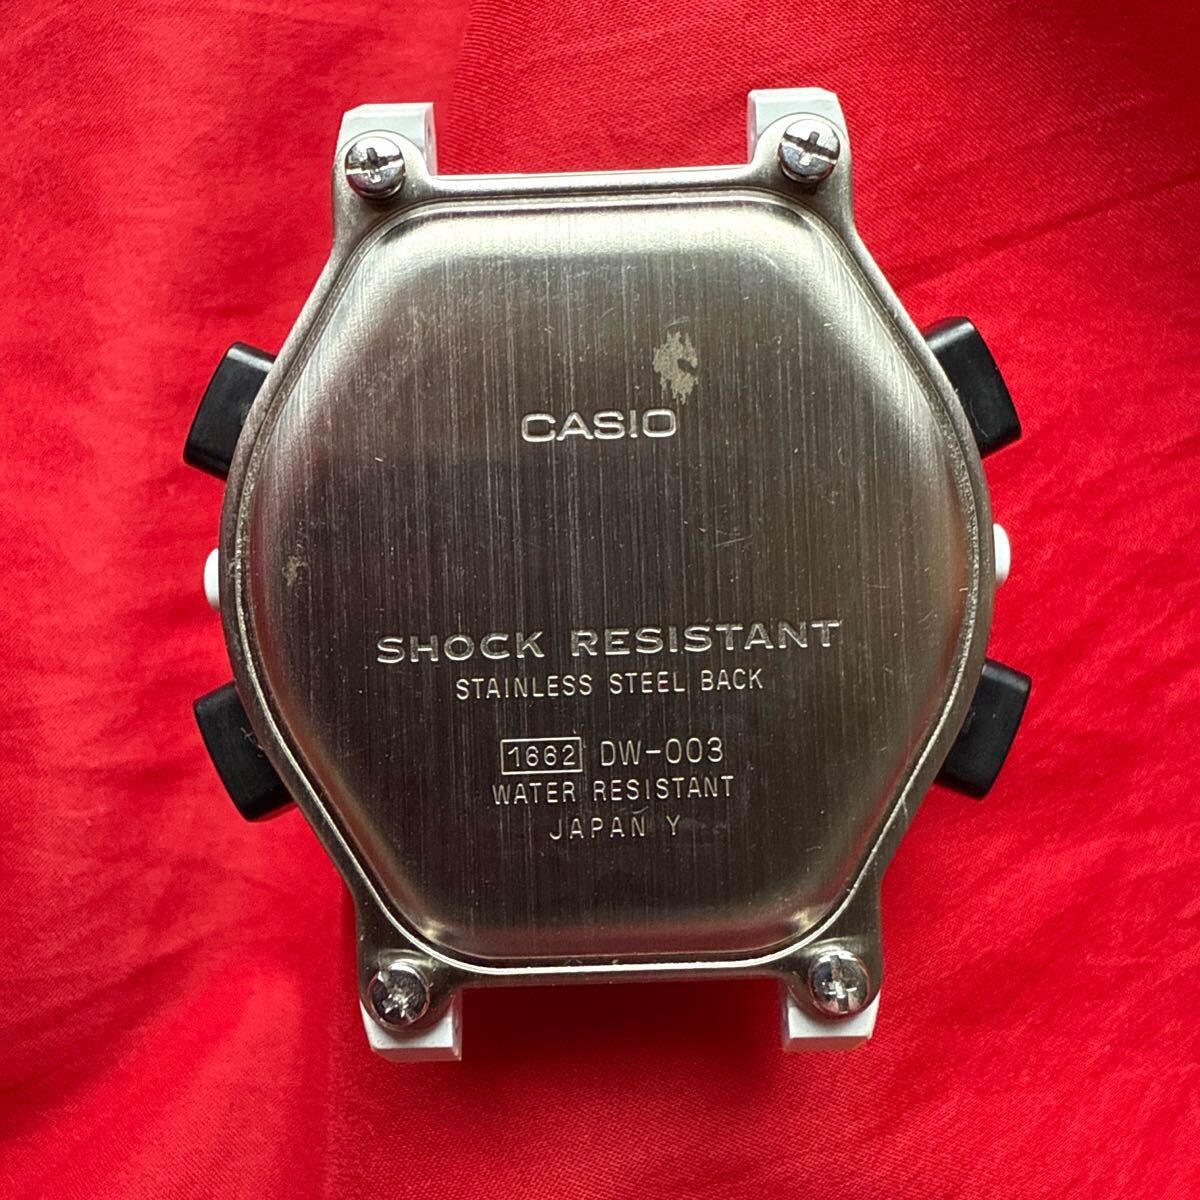 CASIO
SHOCK RESISTANT
STAINLESS STEEL BACK
1662 DW-003
WATER RESISTANT
JAPAN Y